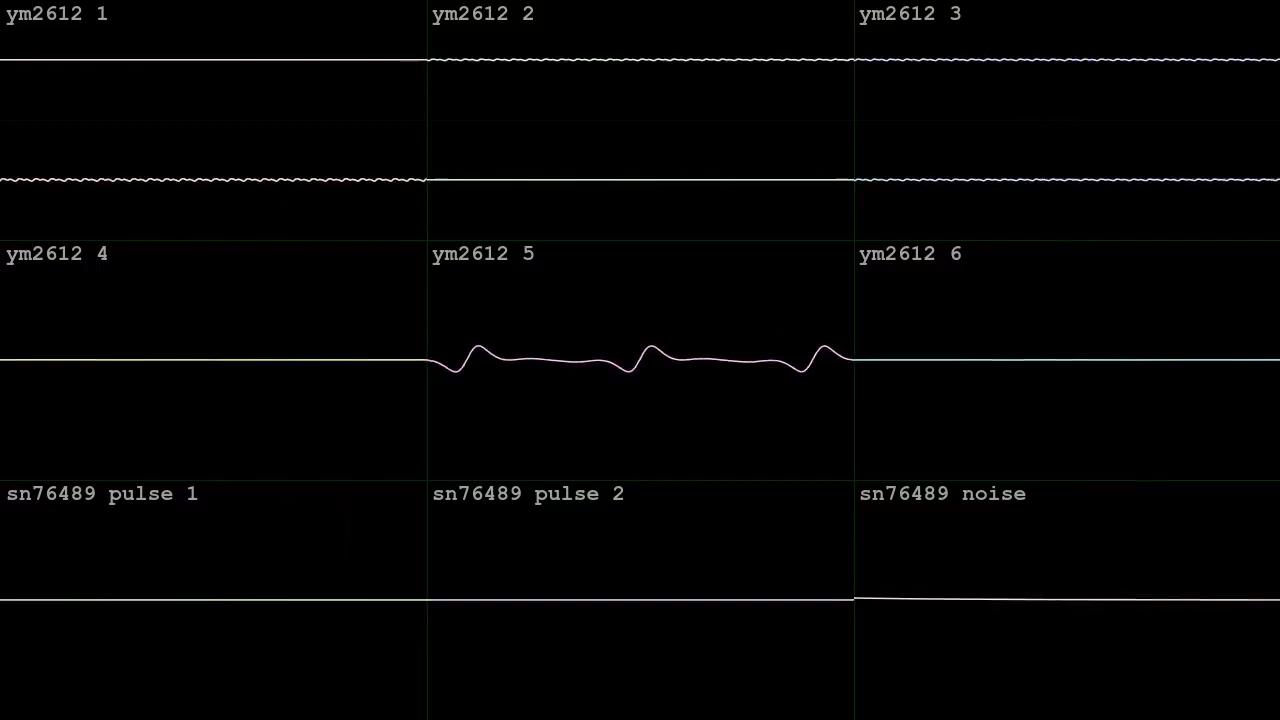 ym2612 1
ym2612 2
ym2612 3
ym2612 4
ym2612 5
ym2612 6
sn76489 pulse 1
sn76489 pulse 2
sn76489 noise